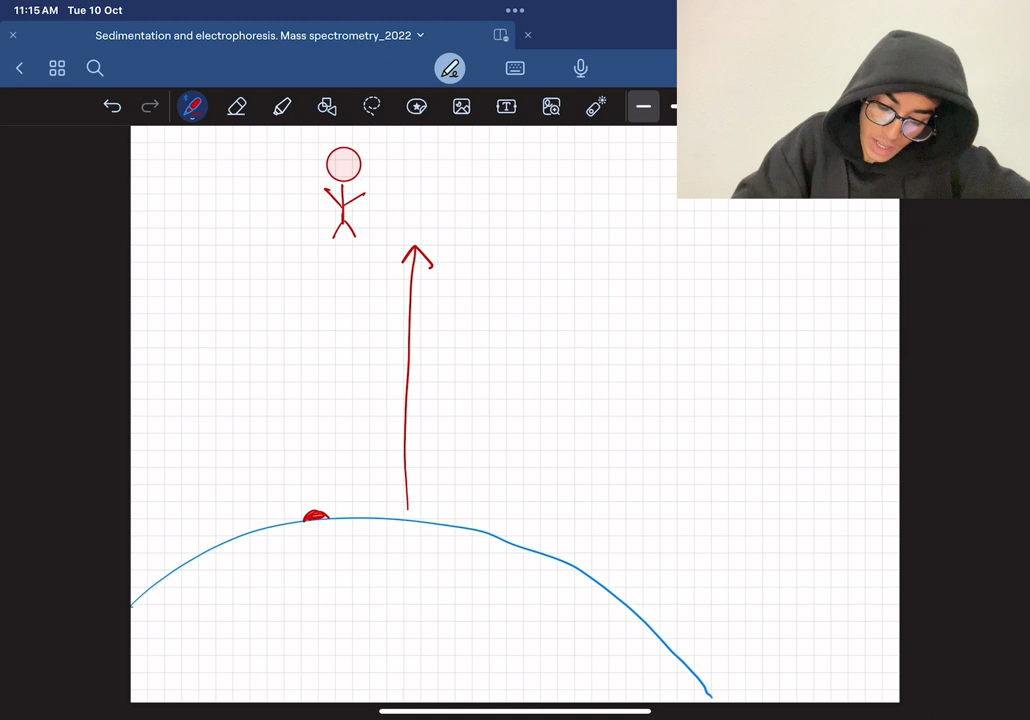 11:15 AM Tue 10 Oct
Sedimentation and electrophoresis. Mass spectrometry_2022